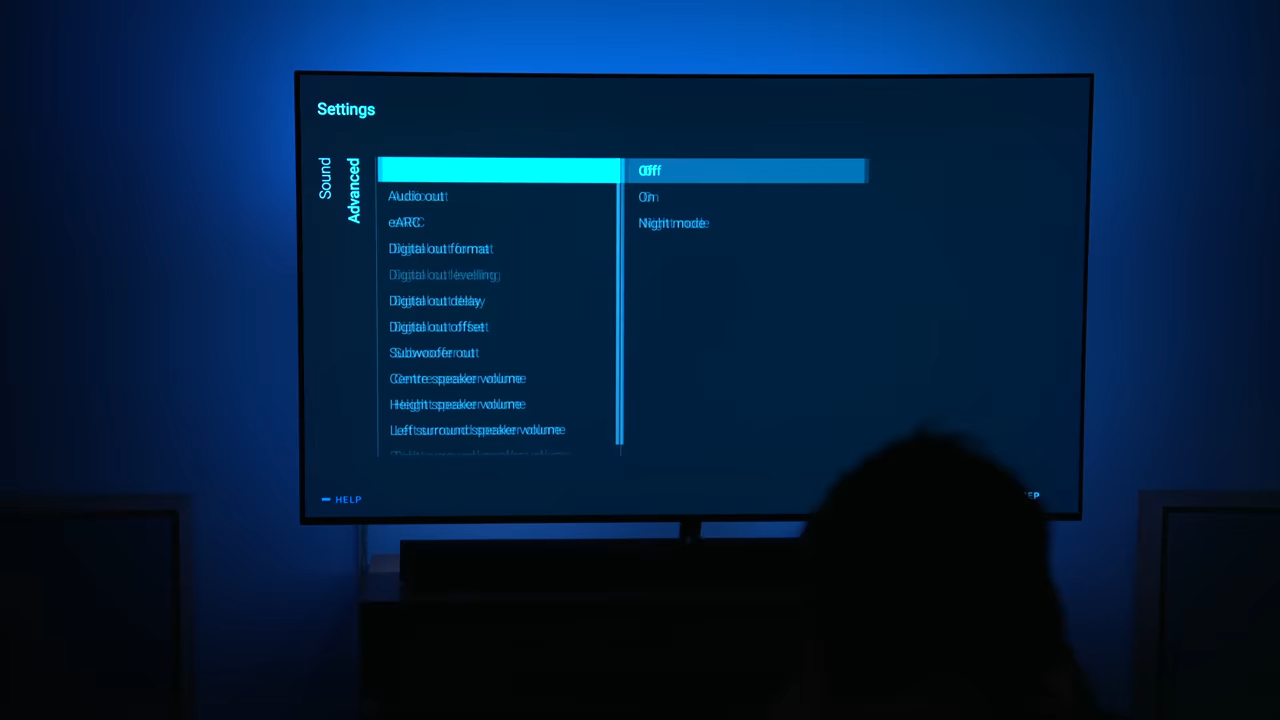 Settings
Sound
Advanced
Off
Audio out
On
eARC
Night mode
Digital out format
Digital out levelling
Digital out delay
Digital out offset
Subwoofer out
Centre speaker volume
Height speaker volume
Left surround speaker volume
HELP